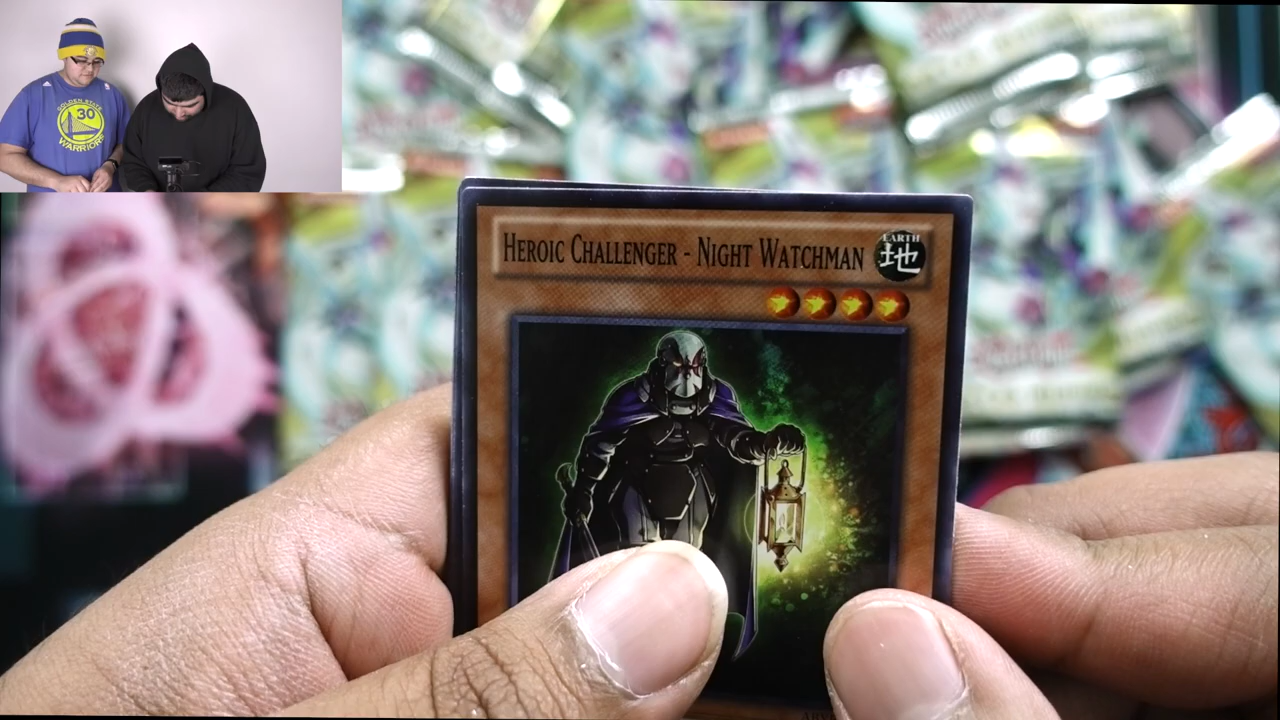 GOLDEN STATE
30
WARRIORS
HEROIC CHALLENGER - NIGHT WATCHMAN
EARTH
地